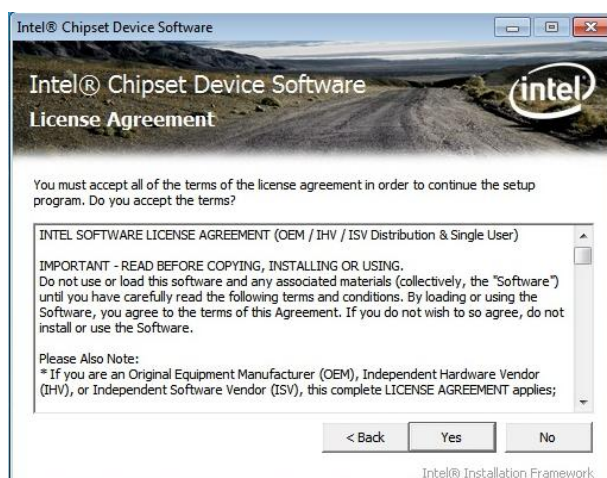 Intel® Chipset Device Software
Intel® Chipset Device Software
intel
License Agreement
You must accept all of the terms of the license agreement in order to continue the setup
program. Do you accept the terms?
INTEL SOFTWARE LICENSE AGREEMENT (OEM / IHV / ISV Distribution & Single User)
IMPORTANT - READ BEFORE COPYING, INSTALLING OR USING.
Do not use or load this software and any associated materials (collectively, the "Software")
until you have carefully read the following terms and conditions. By loading or using the
Software, you agree to the terms of this Agreement. If you do not wish to so agree, do not
install or use the Software.
Please Also Note:
* If you are an Original Equipment Manufacturer (OEM), Independent Hardware Vendor
(IHV), or Independent Software Vendor (ISV), this complete LICENSE AGREEMENT applies;
< Back Yes No
Intel® Installation Framework